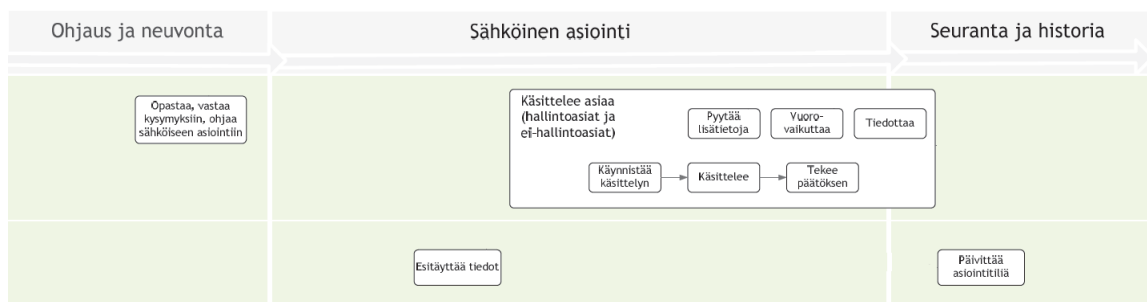 Ohjaus ja neuvonta
Sähköinen asiointi
Seuranta ja historia
Opastaa, vastaa
kysymyksiin, ohjaa
sähköiseen asiointiin
Käsittelee asiaa
(hallintoasiat ja
ei-hallintoasiat)
Pyytää
lisätietoja
Vuoro-
vaikuttaa
Tiedottaa
Käynnistää
käsittelyn
Käsittelee
Tekee
päätöksen
Esitäyttää tiedot
Päivittää
asiointitiliä